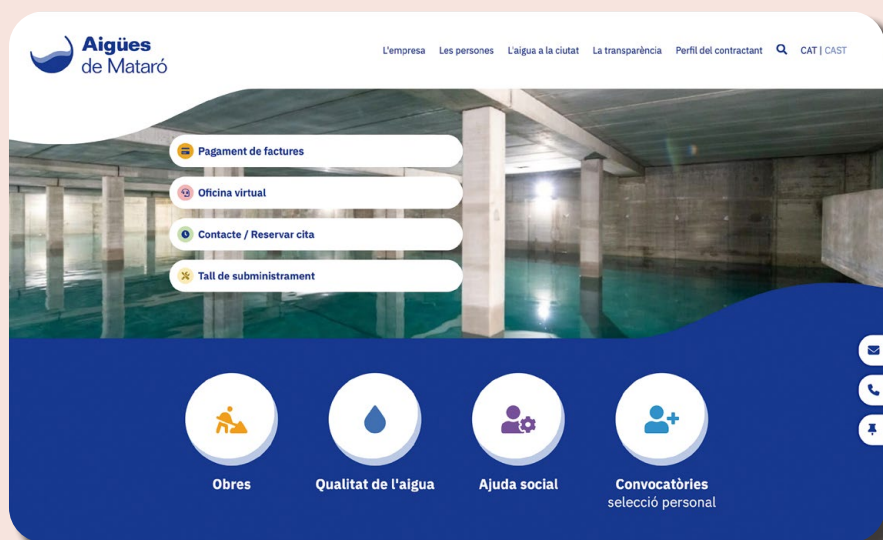 Aigües
de Mataró
L'empresa Les persones L'aigua a la ciutat La transparència Perfil del contractant CAT | CAST
Pagament de factures
Oficina virtual
Contacte / Reservar cita
Tall de subministrament
Obres Qualitat de l'aigua Ajuda social Convocatòries
selecció personal